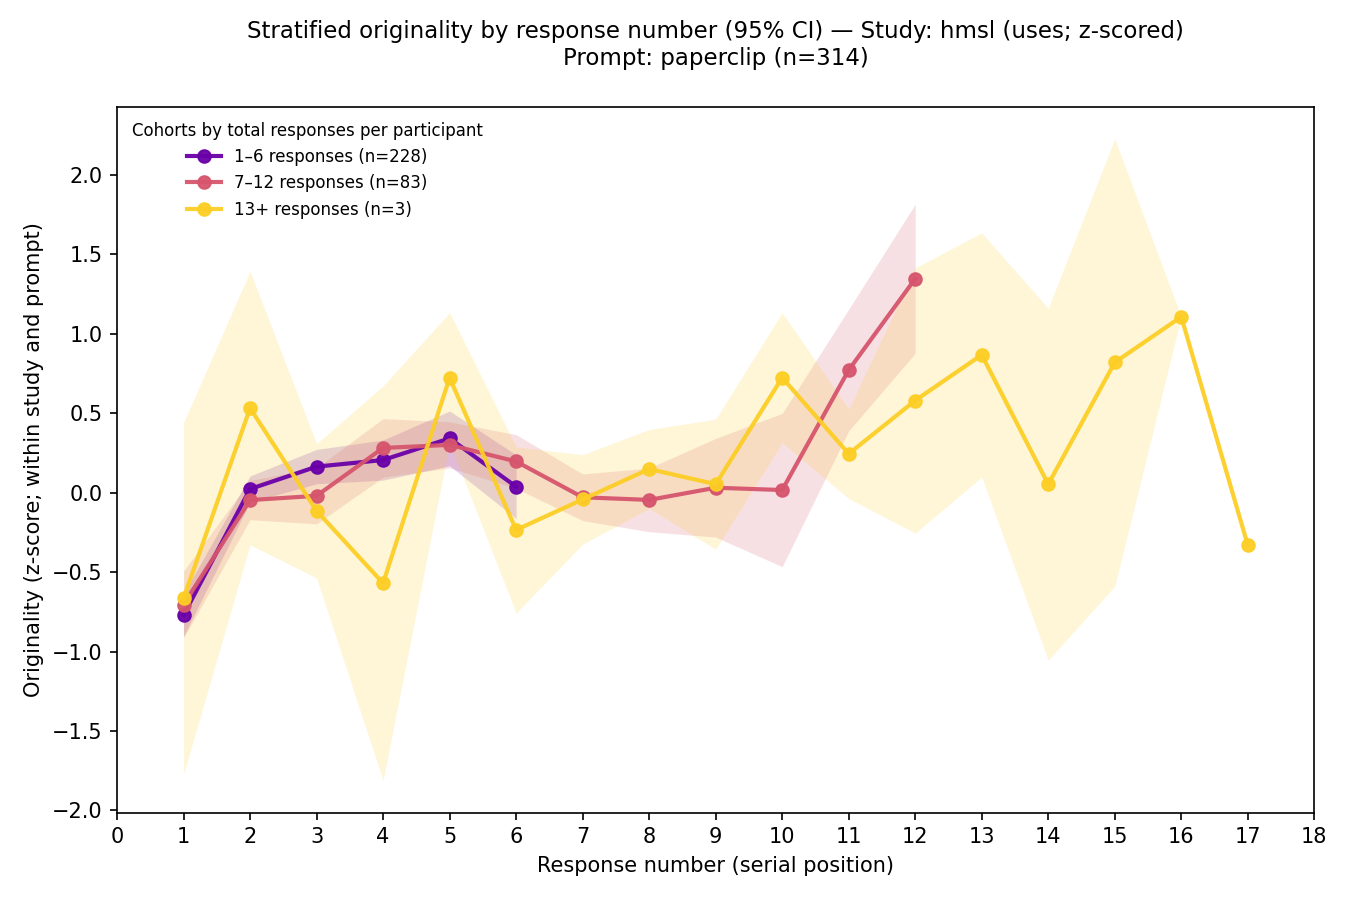 Stratified originality by response number (95% CI) — Study: hmsl (uses; z-scored)
Prompt: paperclip (n=314)
Cohorts by total responses per participant
1–6 responses (n=228)
7–12 responses (n=83)
13+ responses (n=3)
Originality (z-score; within study and prompt)
2.0
1.5
1.0
0.5
0.0
−0.5
−1.0
−1.5
−2.0
0 1 2 3 4 5 6 7 8 9 10 11 12 13 14 15 16 17 18
Response number (serial position)